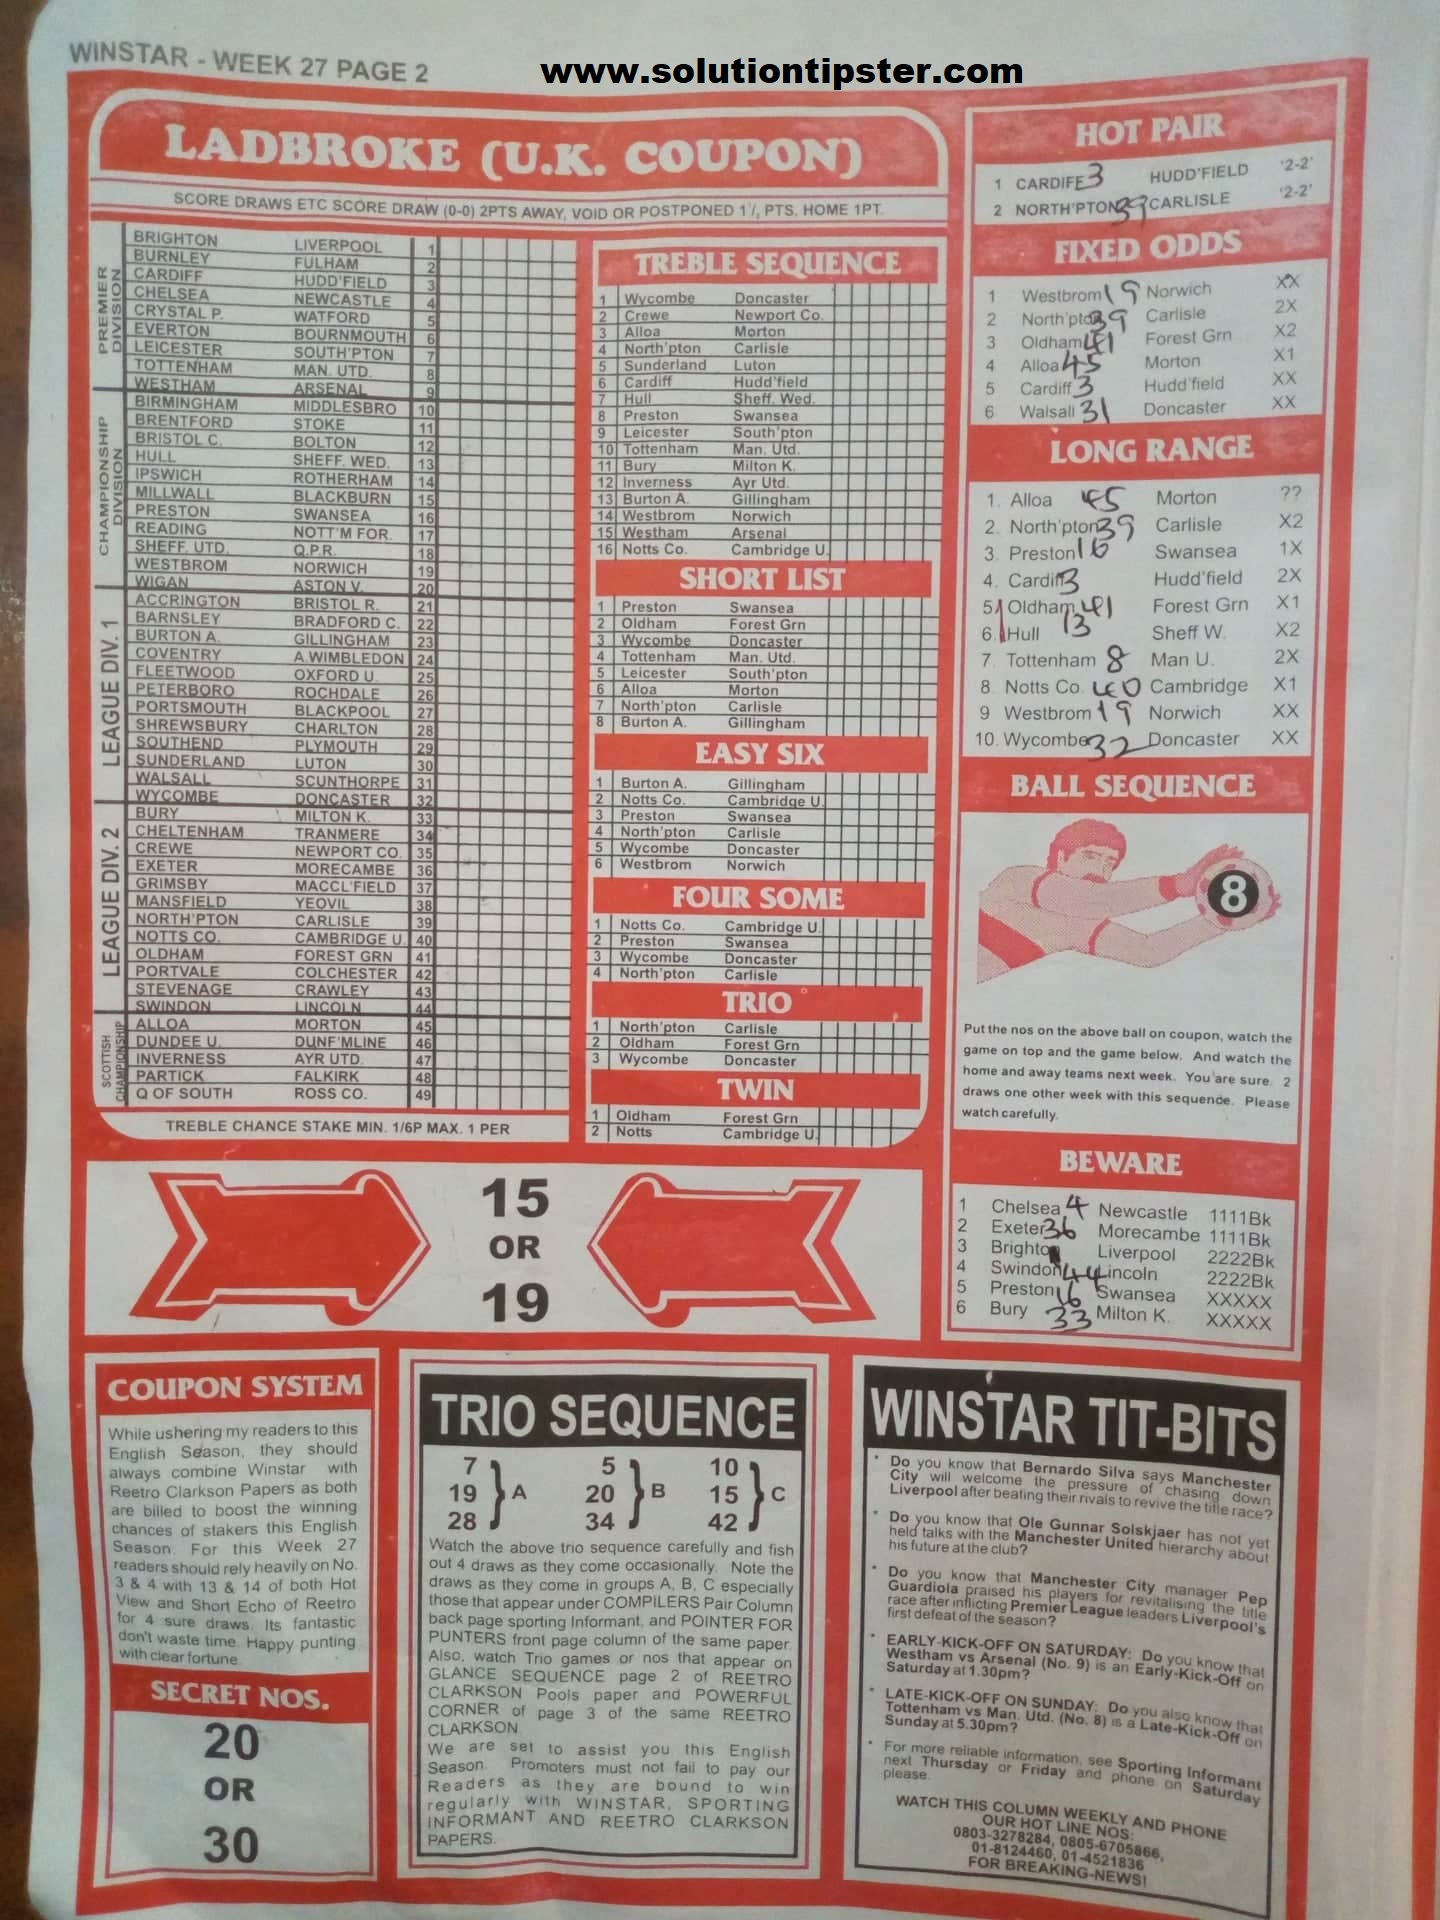 WINSTAR - WEEK 27 PAGE 2
www.solutiontipster.com
LADBROKE (U.K. COUPON)
SCORE DRAWS ETC SCORE DRAW (0-0) 2PTS AWAY, VOID OR POSTPONED 1'/, PTS. HOME 1PT.
PREMIER
DIVISION
BRIGHTON LIVERPOOL 1
BURNLEY FULHAM 2
CARDIFF HUDD'FIELD 3
CHELSEA NEWCASTLE 4
CRYSTAL P. WATFORD 5
EVERTON BOURNMOUTH 6
LEICESTER SOUTH'PTON 7
TOTTENHAM MAN. UTD. 8
WESTHAM ARSENAL 9
CHAMPIONSHIP
DIVISION
BIRMINGHAM MIDDLESBRO 10
BRENTFORD STOKE 11
BRISTOL C. BOLTON 12
HULL SHEFF. WED. 13
IPSWICH ROTHERHAM 14
MILLWALL BLACKBURN 15
PRESTON SWANSEA 16
READING NOTT'M FOR. 17
SHEFF. UTD. Q.P.R. 18
WESTBROM NORWICH 19
WIGAN ASTON V. 20
LEAGUE DIV. 1
ACCRINGTON BRISTOL R. 21
BARNSLEY BRADFORD C. 22
BURTON A. GILLINGHAM 23
COVENTRY A.WIMBLEDON 24
FLEETWOOD OXFORD U. 25
PETERBORO ROCHDALE 26
PORTSMOUTH BLACKPOOL 27
SHREWSBURY CHARLTON 28
SOUTHEND PLYMOUTH 29
SUNDERLAND LUTON 30
WALSALL SCUNTHORPE 31
WYCOMBE DONCASTER 32
LEAGUE DIV. 2
BURY MILTON K. 33
CHELTENHAM TRANMERE 34
CREWE NEWPORT CO. 35
EXETER MORECAMBE 36
GRIMSBY MACCL'FIELD 37
MANSFIELD YEOVIL 38
NORTH'PTON CARLISLE 39
NOTTS CO. CAMBRIDGE U. 40
OLDHAM FOREST GRN 41
PORTVALE COLCHESTER 42
STEVENAGE CRAWLEY 43
SWINDON LINCOLN 44
SCOTTISH
CHAMPIONSHIP
ALLOA MORTON 45
DUNDEE U. DUNF'MLINE 46
INVERNESS AYR UTD. 47
PARTICK FALKIRK 48
Q OF SOUTH ROSS CO. 49
TREBLE CHANCE STAKE MIN. 1/6P MAX. 1 PER
TREBLE SEQUENCE
1 Wycombe Doncaster
2 Crewe Newport Co.
3 Alloa Morton
4 North'pton Carlisle
5 Sunderland Luton
6 Cardiff Hudd'field
7 Hull Sheff. Wed.
8 Preston Swansea
9 Leicester South'pton
10 Tottenham Man. Utd.
11 Bury Milton K.
12 Inverness Ayr Utd.
13 Burton A. Gillingham
14 Westbrom Norwich
15 Westham Arsenal
16 Notts Co. Cambridge U.
SHORT LIST
1 Preston Swansea
2 Oldham Forest Grn
3 Wycombe Doncaster
4 Tottenham Man. Utd.
5 Leicester South'pton
6 Alloa Morton
7 North'pton Carlisle
8 Burton A. Gillingham
EASY SIX
1 Burton A. Gillingham
2 Notts Co. Cambridge U.
3 Preston Swansea
4 North'pton Carlisle
5 Wycombe Doncaster
6 Westbrom Norwich
FOUR SOME
1 Notts Co. Cambridge U.
2 Preston Swansea
3 Wycombe Doncaster
4 North'pton Carlisle
TRIO
1 North'pton Carlisle
2 Oldham Forest Grn
3 Wycombe Doncaster
TWIN
1 Oldham Forest Grn
2 Notts Cambridge U.
HOT PAIR
1 CARDIFF 3 HUDD'FIELD '2-2'
2 NORTH'PTON 39 CARLISLE '2-2'
FIXED ODDS
1 Westbrom 19 Norwich XX
2 North'pton 39 Carlisle 2X
3 Oldham 41 Forest Grn X2
4 Alloa 45 Morton X1
5 Cardiff 3 Hudd'field XX
6 Walsall 31 Doncaster XX
LONG RANGE
1. Alloa 45 Morton ??
2. North'pton 39 Carlisle X2
3. Preston 16 Swansea 1X
4. Cardiff 3 Hudd'field 2X
5. Oldham 41 Forest Grn X1
6. Hull 13 Sheff W. X2
7. Tottenham 8 Man U. 2X
8. Notts Co. 40 Cambridge X1
9 Westbrom 19 Norwich XX
10. Wycombe 32 Doncaster XX
BALL SEQUENCE
8
Put the nos on the above ball on coupon, watch the
game on top and the game below. And watch the
home and away teams next week. You are sure. 2
draws one other week with this sequence. Please
watch carefully.
BEWARE
1 Chelsea 4 Newcastle 1111Bk
2 Exeter 36 Morecambe 1111Bk
3 Brighton 1 Liverpool 2222Bk
4 Swindon 44 Lincoln 2222Bk
5 Preston 16 Swansea XXXXX
6 Bury 33 Milton K. XXXXX
15
OR
19
COUPON SYSTEM
While ushering my readers to this
English Season, they should
always combine Winstar with
Reetro Clarkson Papers as both
are billed to boost the winning
chances of stakers this English
Season. For this Week 27
readers should rely heavily on No.
3 & 4 with 13 & 14 of both Hot
View and Short Echo of Reetro
for 4 sure draws. Its fantastic
don't waste time. Happy punting
with clear fortune.
SECRET NOS.
20
OR
30
TRIO SEQUENCE
7 5 10
19 A 20 B 15 C
28 34 42
Watch the above trio sequence carefully and fish
out 4 draws as they come occasionally. Note the
draws as they come in groups A, B, C especially
those that appear under COMPILERS Pair Column
back page sporting Informant, and POINTER FOR
PUNTERS front page column of the same paper.
Also, watch Trio games or nos that appear on
GLANCE SEQUENCE page 2 of REETRO
CLARKSON Pools paper and POWERFUL
CORNER of page 3 of the same REETRO
CLARKSON.
We are set to assist you this English
Season. Promoters must not fail to pay our
Readers as they are bound to win
regularly with WINSTAR, SPORTING
INFORMANT AND REETRO CLARKSON
PAPERS.
WINSTAR TIT-BITS
* Do you know that Bernardo Silva says Manchester
City will welcome the pressure of chasing down
Liverpool after beating their rivals to revive the title race?
* Do you know that Ole Gunnar Solskjaer has not yet
held talks with the Manchester United hierarchy about
his future at the club?
* Do you know that Manchester City manager Pep
Guardiola praised his players for revitalising the title
race after inflicting Premier League leaders Liverpool's
first defeat of the season?
* EARLY-KICK-OFF ON SATURDAY: Do you know that
Westham vs Arsenal (No. 9) is an Early-Kick-Off on
Saturday at 1.30pm?
* LATE-KICK-OFF ON SUNDAY: Do you also know that
Tottenham vs Man. Utd. (No. 8) is a Late-Kick-Off on
Sunday at 5.30pm?
* For more reliable information, see Sporting Informant
next Thursday or Friday and phone on Saturday
please.
WATCH THIS COLUMN WEEKLY AND PHONE
OUR HOT LINE NOS:
0803-3278284, 0805-6705866,
01-8124460, 01-4521836
FOR BREAKING-NEWS!